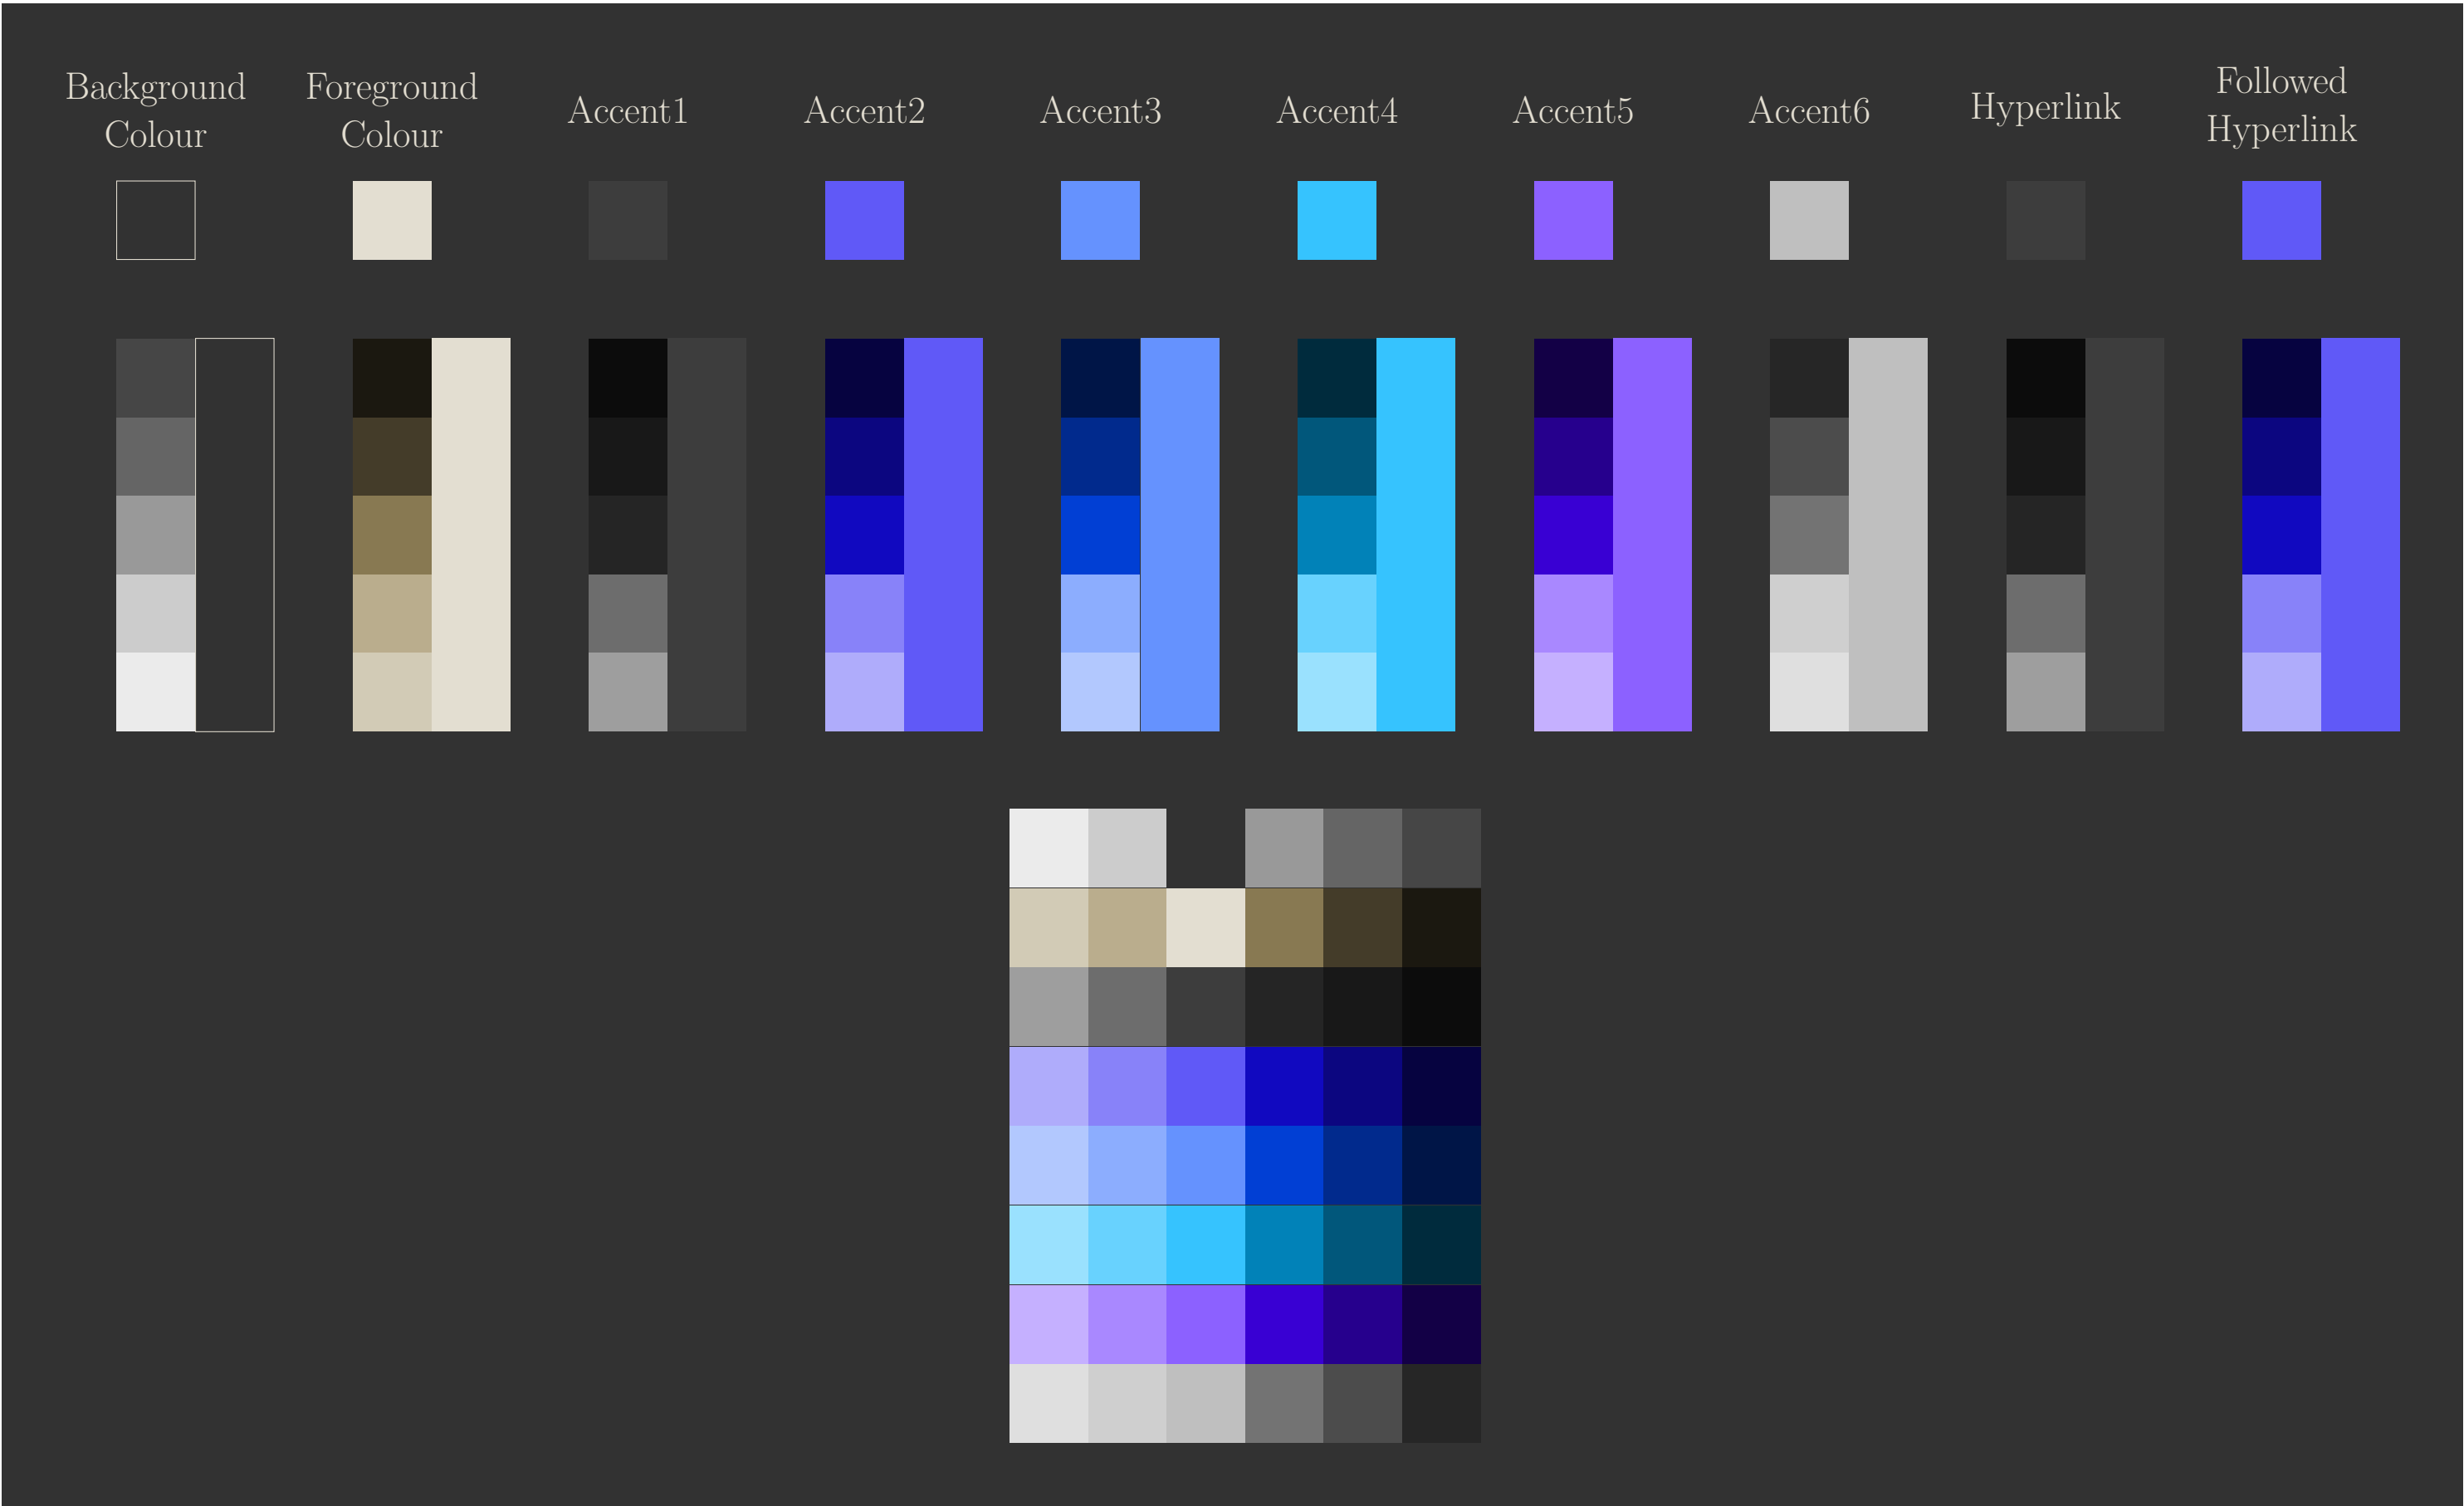 Background
Colour
Foreground
Colour
Accent1
Accent2
Accent3
Accent4
Accent5
Accent6
Hyperlink
Followed
Hyperlink